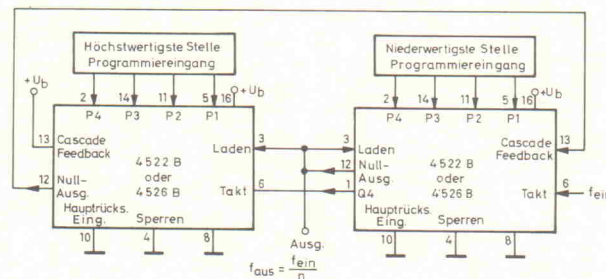 Höchstwertigste Stelle
Programmiereingang
+Ub
2 14 11 5 16 +Ub
P4 P3 P2 P1
13 Cascade
Feedback
4522 B
oder
4526 B
Laden 3
12 Null-
Ausg.
Takt 6
Hauptrücks.
Eing. Sperren
10 4 8
Niederwertigste Stelle
Programmiereingang
2 14 11 5 16 +Ub
P4 P3 P2 P1
3 Laden
Cascade 13
Feedback
12 Null-
Ausg.
4522 B
oder
4526 B
1 Q4
Takt 6 fein
Hauptrücks.
Eing. Sperren
10 4 8
Ausg.
faus = fein
n